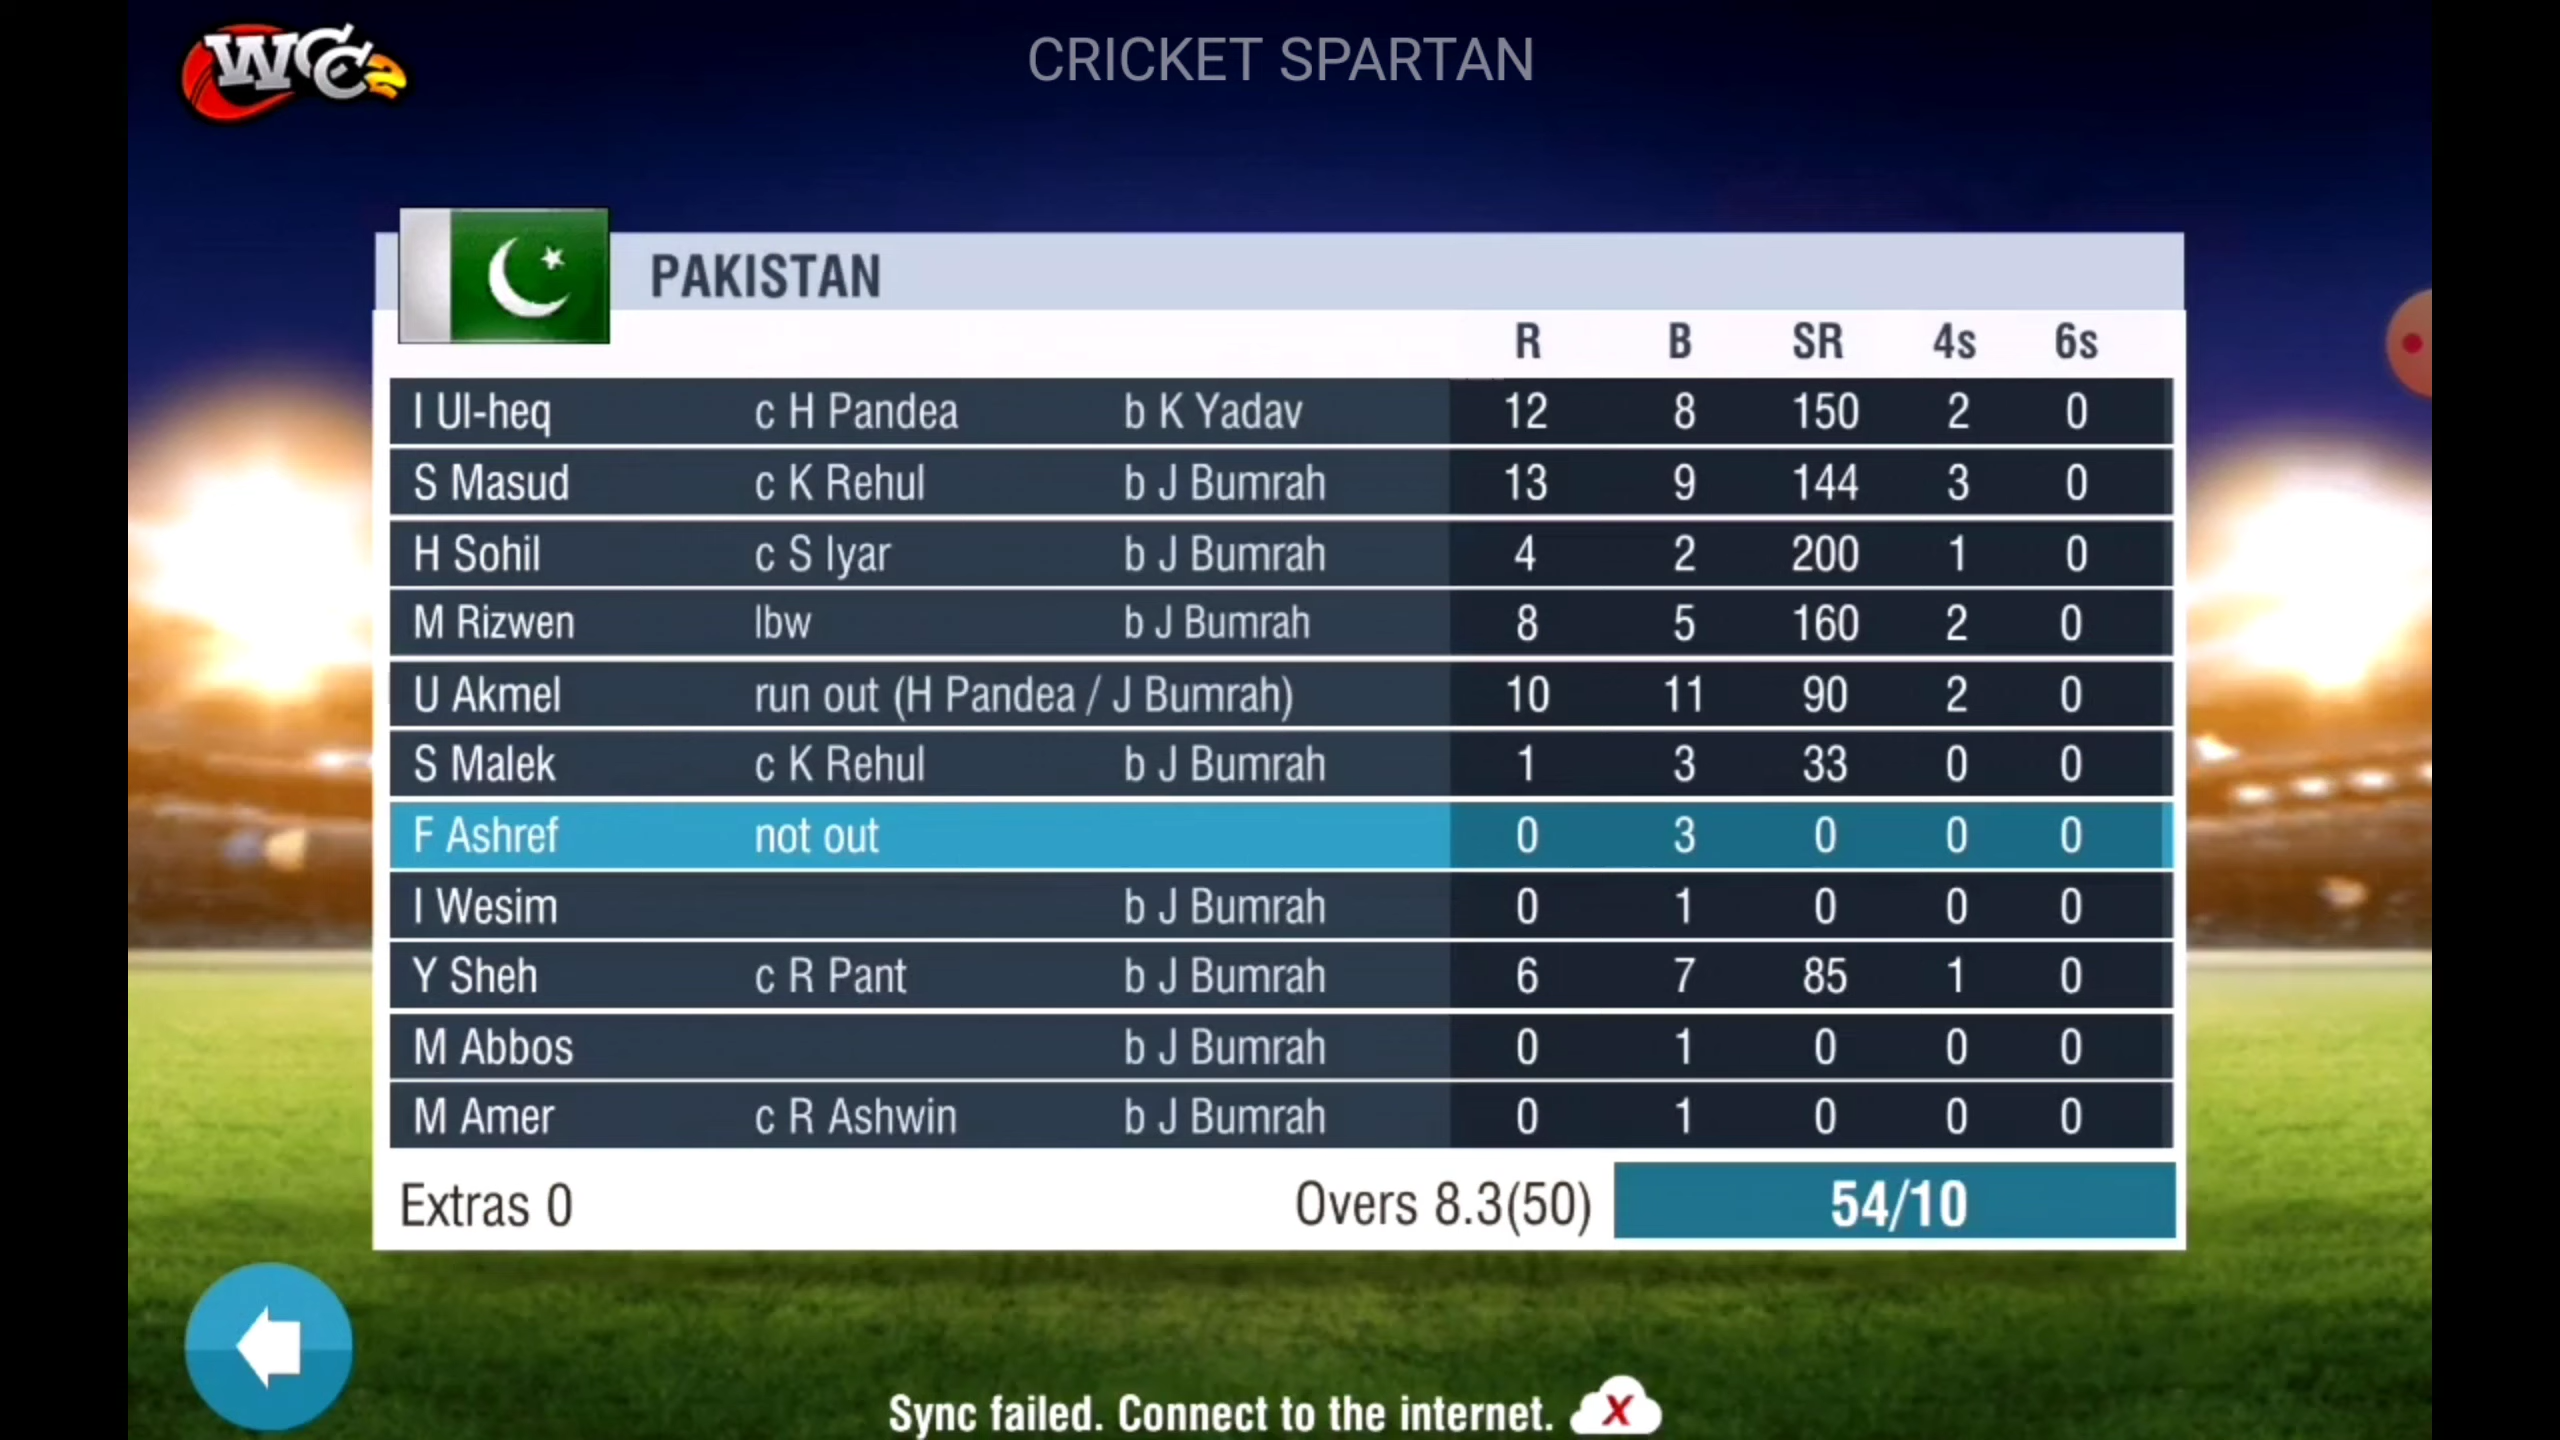 WCC2
CRICKET SPARTAN
PAKISTAN
R B SR 4s 6s
I Ul-heq c H Pandea b K Yadav 12 8 150 2 0
S Masud c K Rehul b J Bumrah 13 9 144 3 0
H Sohil c S Iyar b J Bumrah 4 2 200 1 0
M Rizwen lbw b J Bumrah 8 5 160 2 0
U Akmel run out (H Pandea / J Bumrah) 10 11 90 2 0
S Malek c K Rehul b J Bumrah 1 3 33 0 0
F Ashref not out 0 3 0 0 0
I Wesim b J Bumrah 0 1 0 0 0
Y Sheh c R Pant b J Bumrah 6 7 85 1 0
M Abbos b J Bumrah 0 1 0 0 0
M Amer c R Ashwin b J Bumrah 0 1 0 0 0
Extras 0 Overs 8.3(50) 54/10
Sync failed. Connect to the internet. X